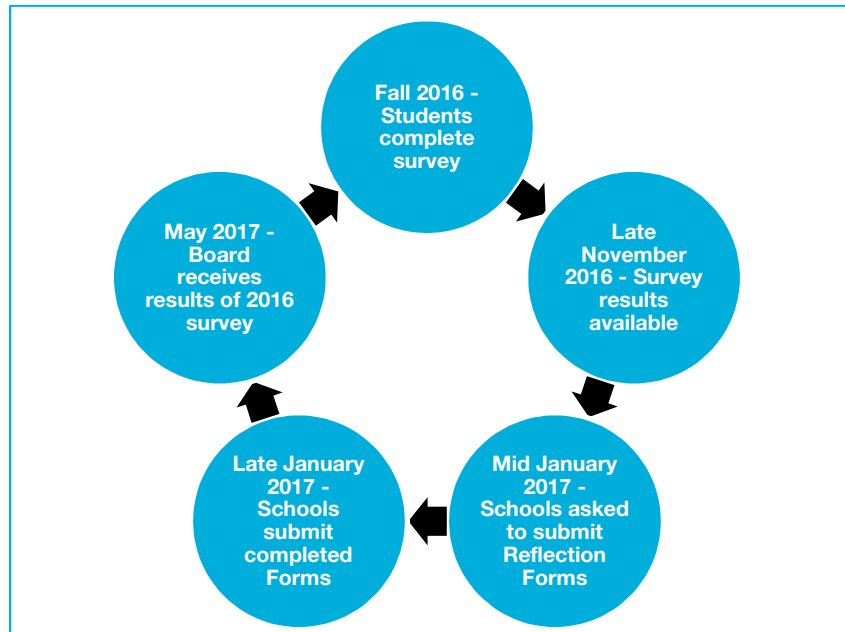 Fall 2016 -
Students
complete
survey
Late
November
2016 - Survey
results
available
Mid January
2017 -
Schools asked
to submit
Reflection
Forms
Late January
2017 -
Schools
submit
completed
Forms
May 2017 -
Board
receives
results of 2016
survey